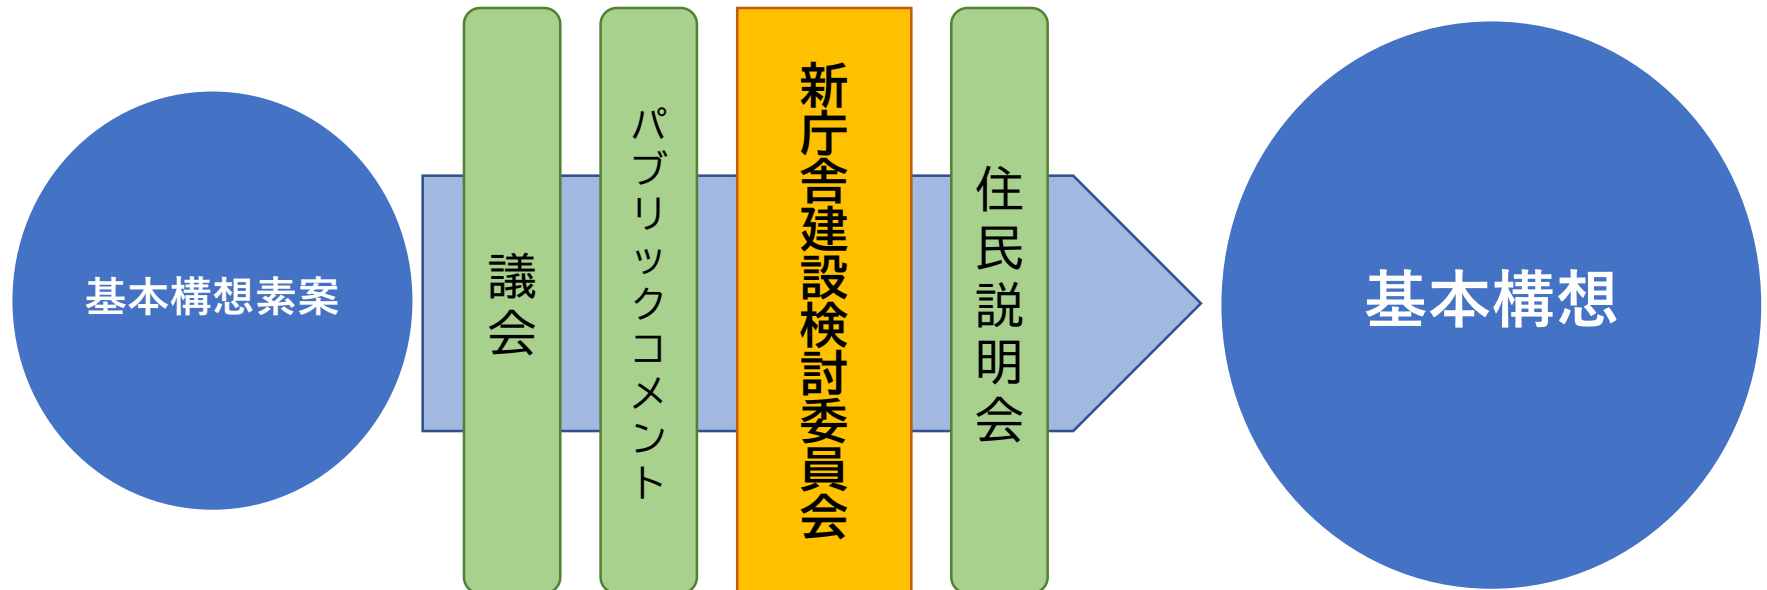 基本構想素案
議会
パブリックコメント
新庁舎建設検討委員会
住民説明会
基本構想